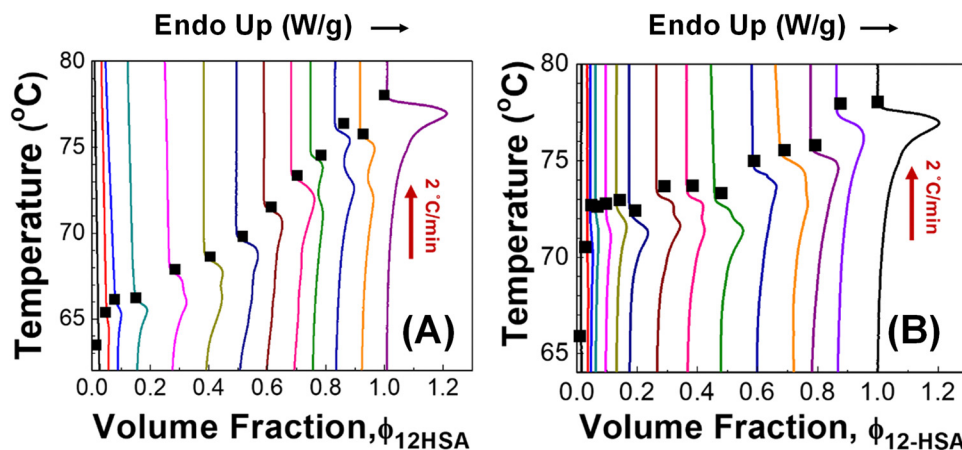 Endo Up (W/g) →
Temperature (°C)
80
75
70
65
2 °C/min
(A)
0.0 0.2 0.4 0.6 0.8 1.0 1.2
Volume Fraction,ϕ12HSA
Endo Up (W/g) →
Temperature (°C)
80
75
70
65
2 °C/min
(B)
0.0 0.2 0.4 0.6 0.8 1.0 1.2
Volume Fraction, ϕ12-HSA